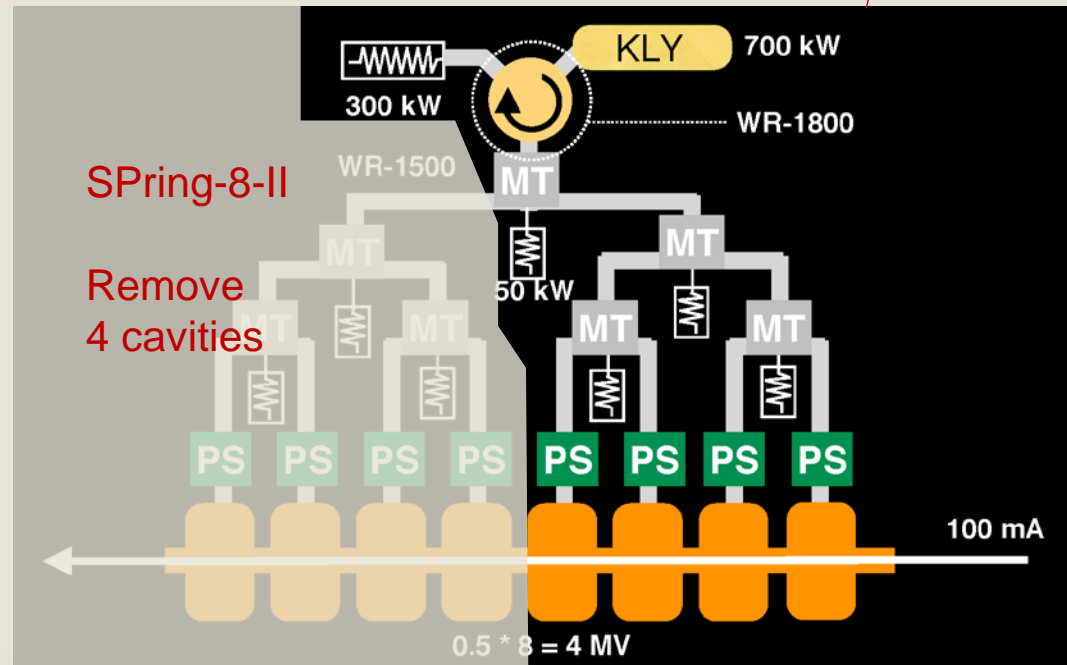 KLY
700 kW
300 kW
WR-1800
WR-1500
MT
SPring-8-II
MT
MT
Remove
4 cavities
50 kW
MT
MT
MT
MT
PS
PS
PS
PS
PS
PS
PS
PS
100 mA
0.5 * 8 = 4 MV